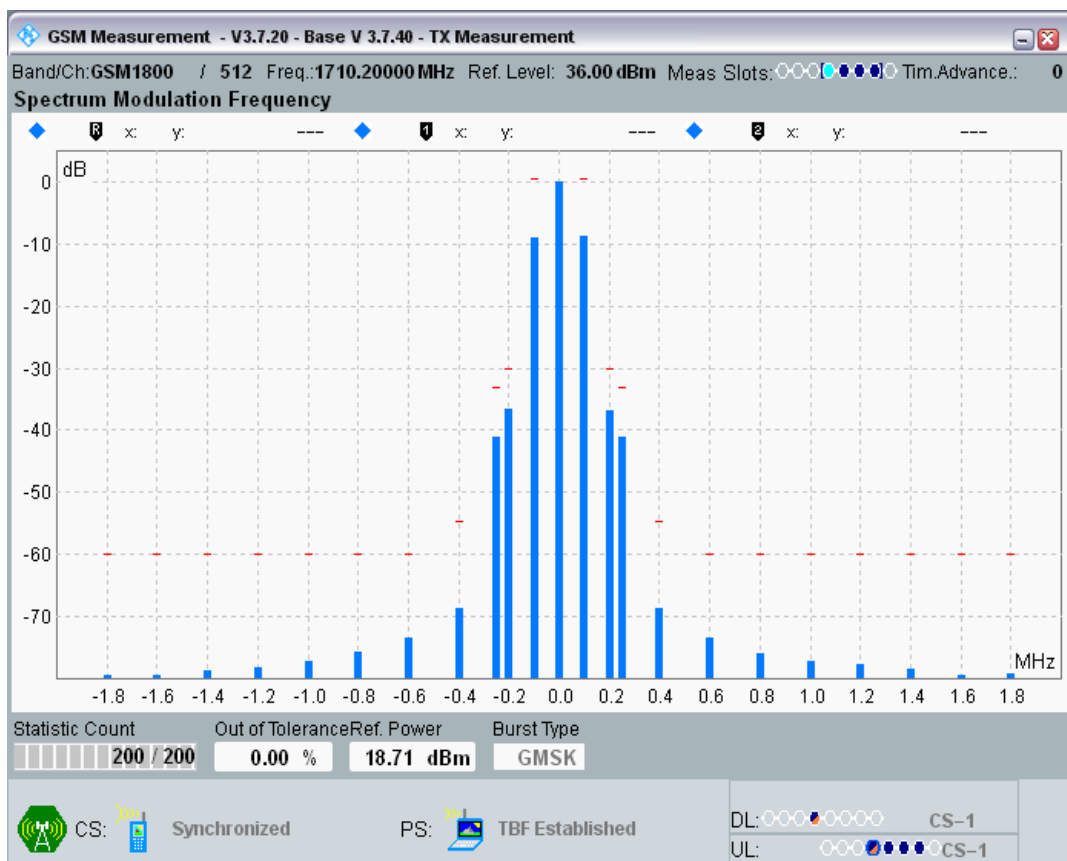 GSM Measurement - V3.7.20 - Base V 3.7.40 - TX Measurement
Band/Ch:GSM1800 / 512 Freq.:1710.20000 MHz Ref. Level: 36.00 dBm Meas Slots: Tim.Advance.: 0
Spectrum Modulation Frequency
R x: y: --- 1 x: y: --- 2 x: y: ---
dB
0
-10
-20
-30
-40
-50
-60
-70
MHz
-1.8 -1.6 -1.4 -1.2 -1.0 -0.8 -0.6 -0.4 -0.2 0.0 0.2 0.4 0.6 0.8 1.0 1.2 1.4 1.6 1.8
Statistic Count Out of Tolerance Ref. Power Burst Type
200 / 200 0.00 % 18.71 dBm GMSK
CS: Synchronized PS: TBF Established DL: CS-1
UL: CS-1